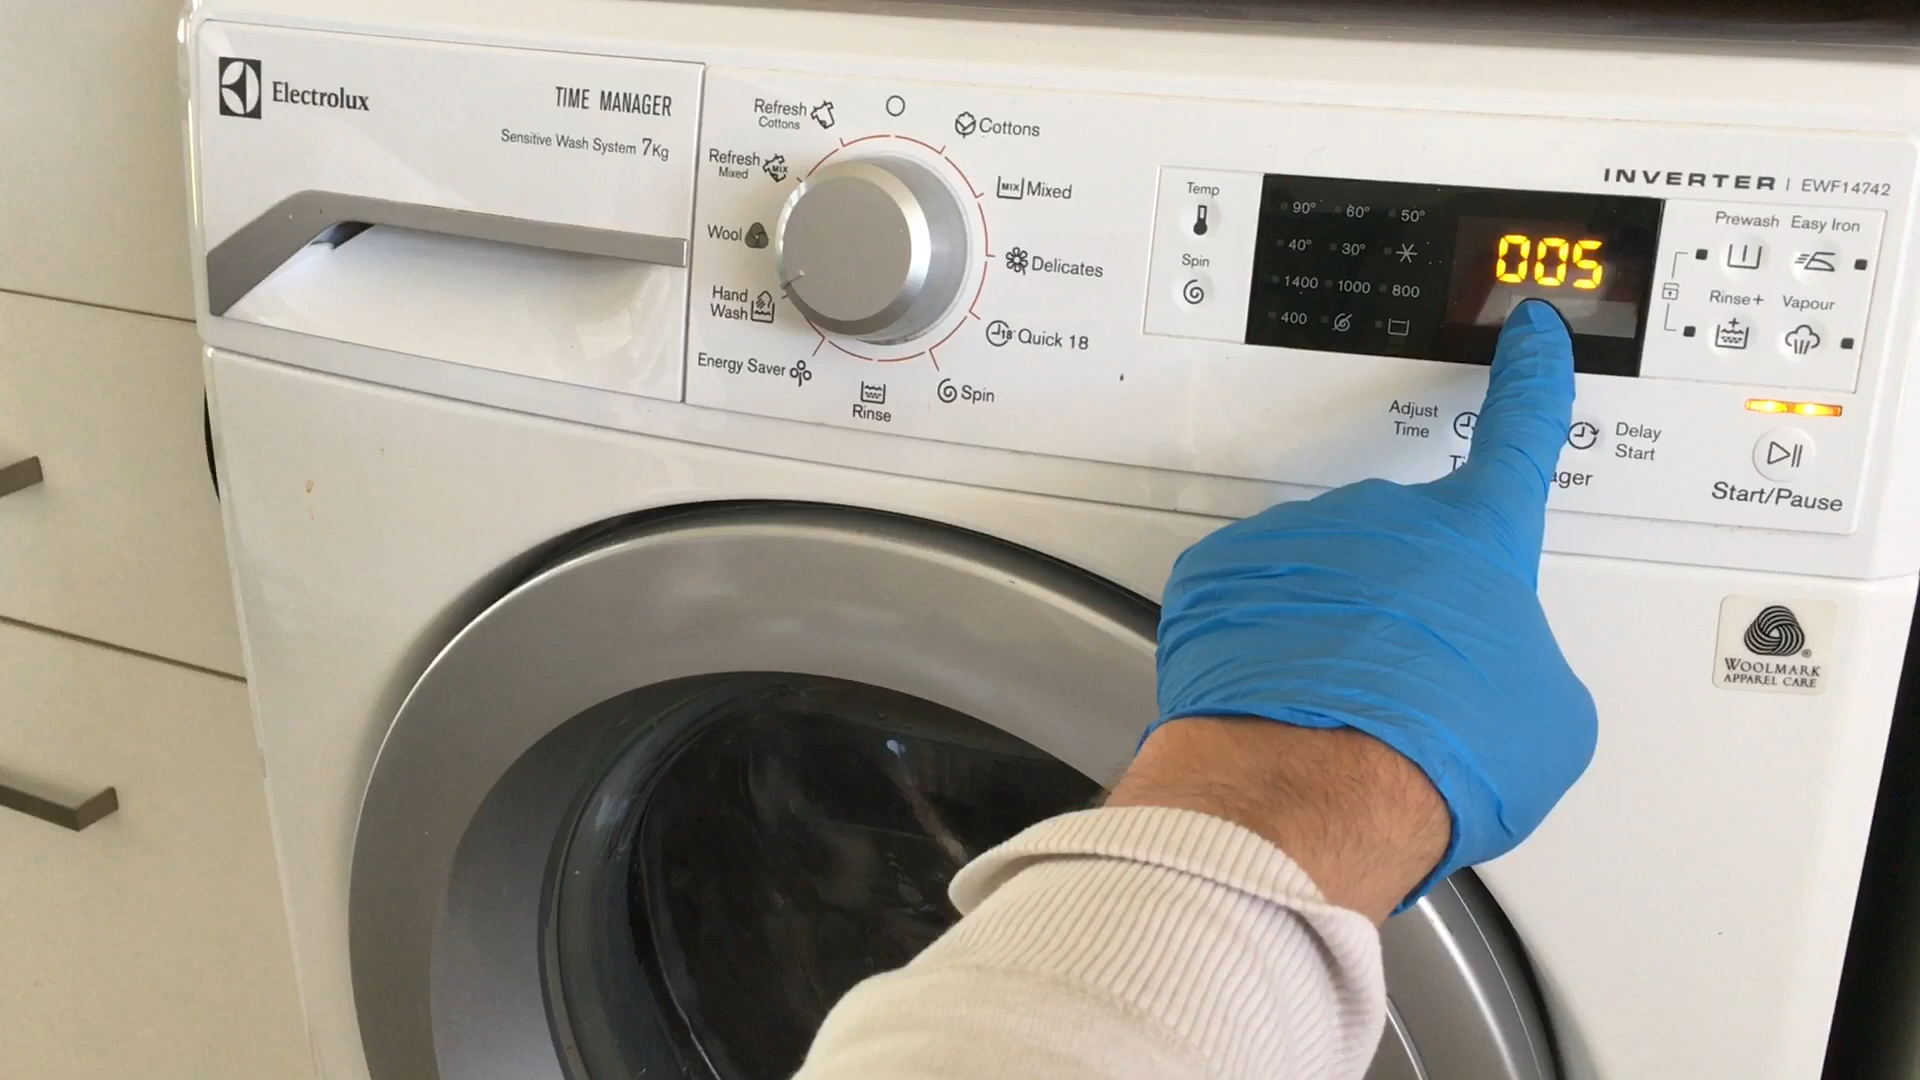 Electrolux
TIME MANAGER
Sensitive Wash System 7Kg
Refresh
Cottons
Refresh
Mixed
MIX
Wool
Hand
Wash
Energy Saver
Rinse
Spin
18
Quick 18
Delicates
MIX
Mixed
Cottons
Temp
Spin
90° 60° 50°
40° 30°
1400 1000 800
400
005
INVERTER | EWF14742
Prewash Easy Iron
Rinse+ Vapour
Adjust
Time
Delay
Start
Start/Pause
WOOLMARK
APPAREL CARE